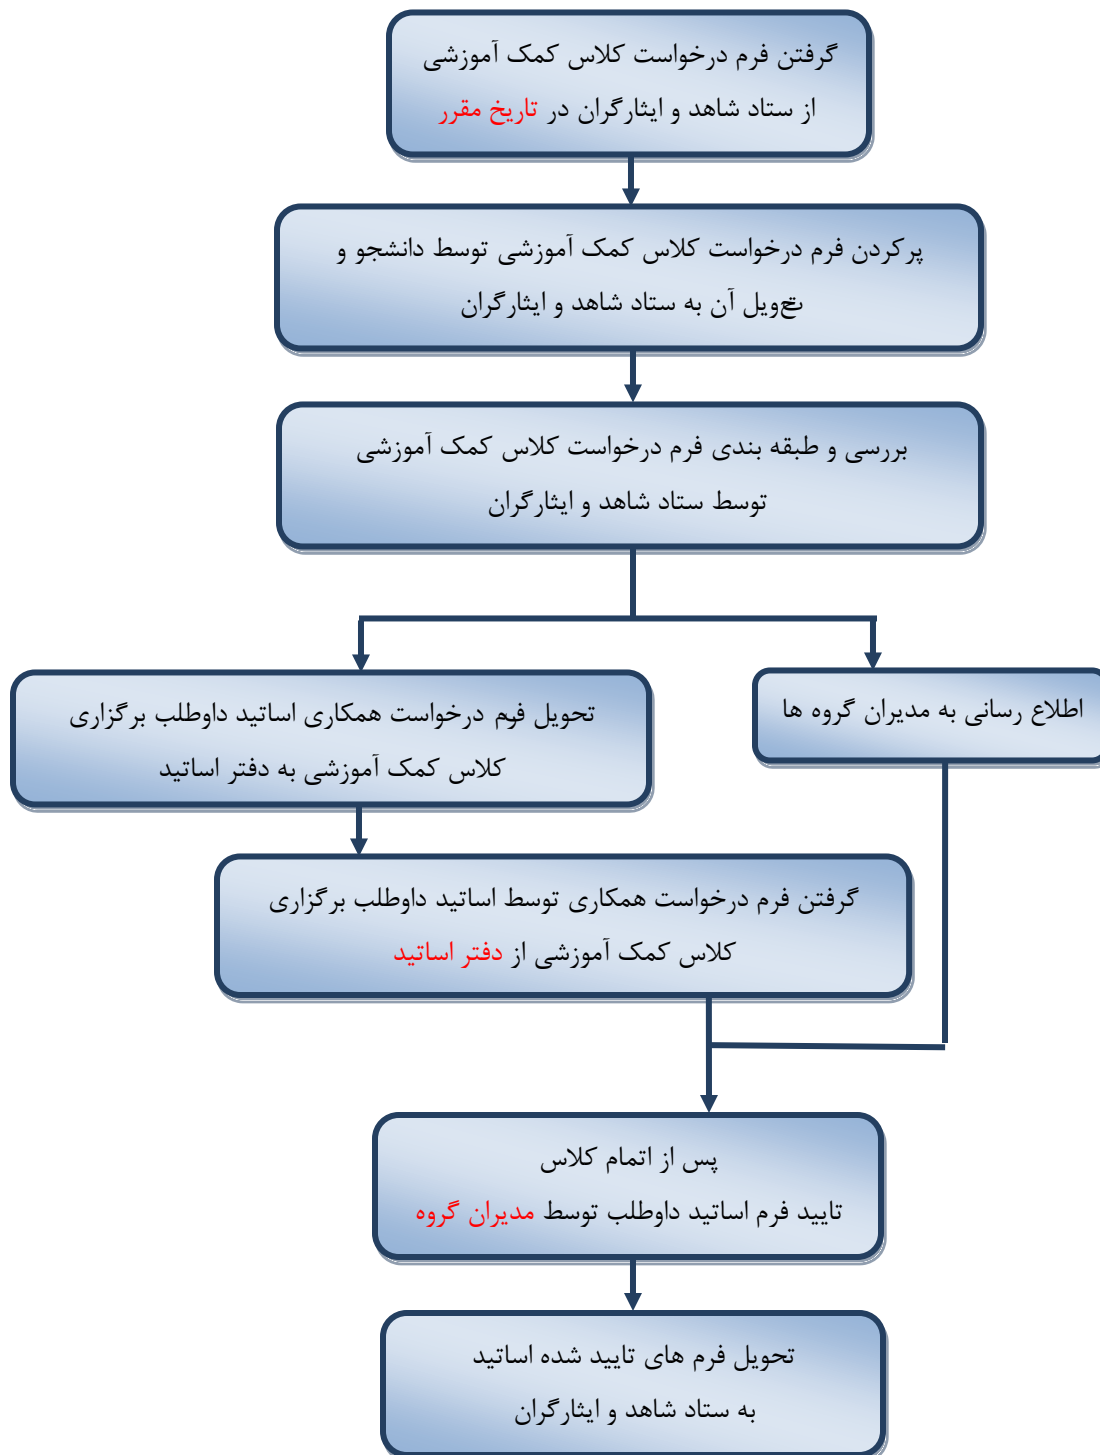 گرفتن فرم درخواست کلاس کمک آموزشی
از ستاد شاهد و ایثارگران در تاریخ مقرر
پرکردن فرم درخواست کلاس کمک آموزشی توسط دانشجو و
تحویل آن به ستاد شاهد و ایثارگران
بررسی و طبقه بندی فرم درخواست کلاس کمک آموزشی
توسط ستاد شاهد و ایثارگران
اطلاع رسانی به مدیران گروه ها
تحویل فرم درخواست همکاری اساتید داوطلب برگزاری
کلاس کمک آموزشی به دفتر اساتید
گرفتن فرم درخواست همکاری توسط اساتید داوطلب برگزاری
کلاس کمک آموزشی از دفتر اساتید
پس از اتمام کلاس
تایید فرم اساتید داوطلب توسط مدیران گروه
تحویل فرم های تایید شده اساتید
به ستاد شاهد و ایثارگران